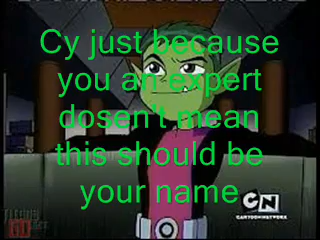 Cy just because
you an expert
dosen't mean
this should be
your name
CN
CARTOON NETWORK